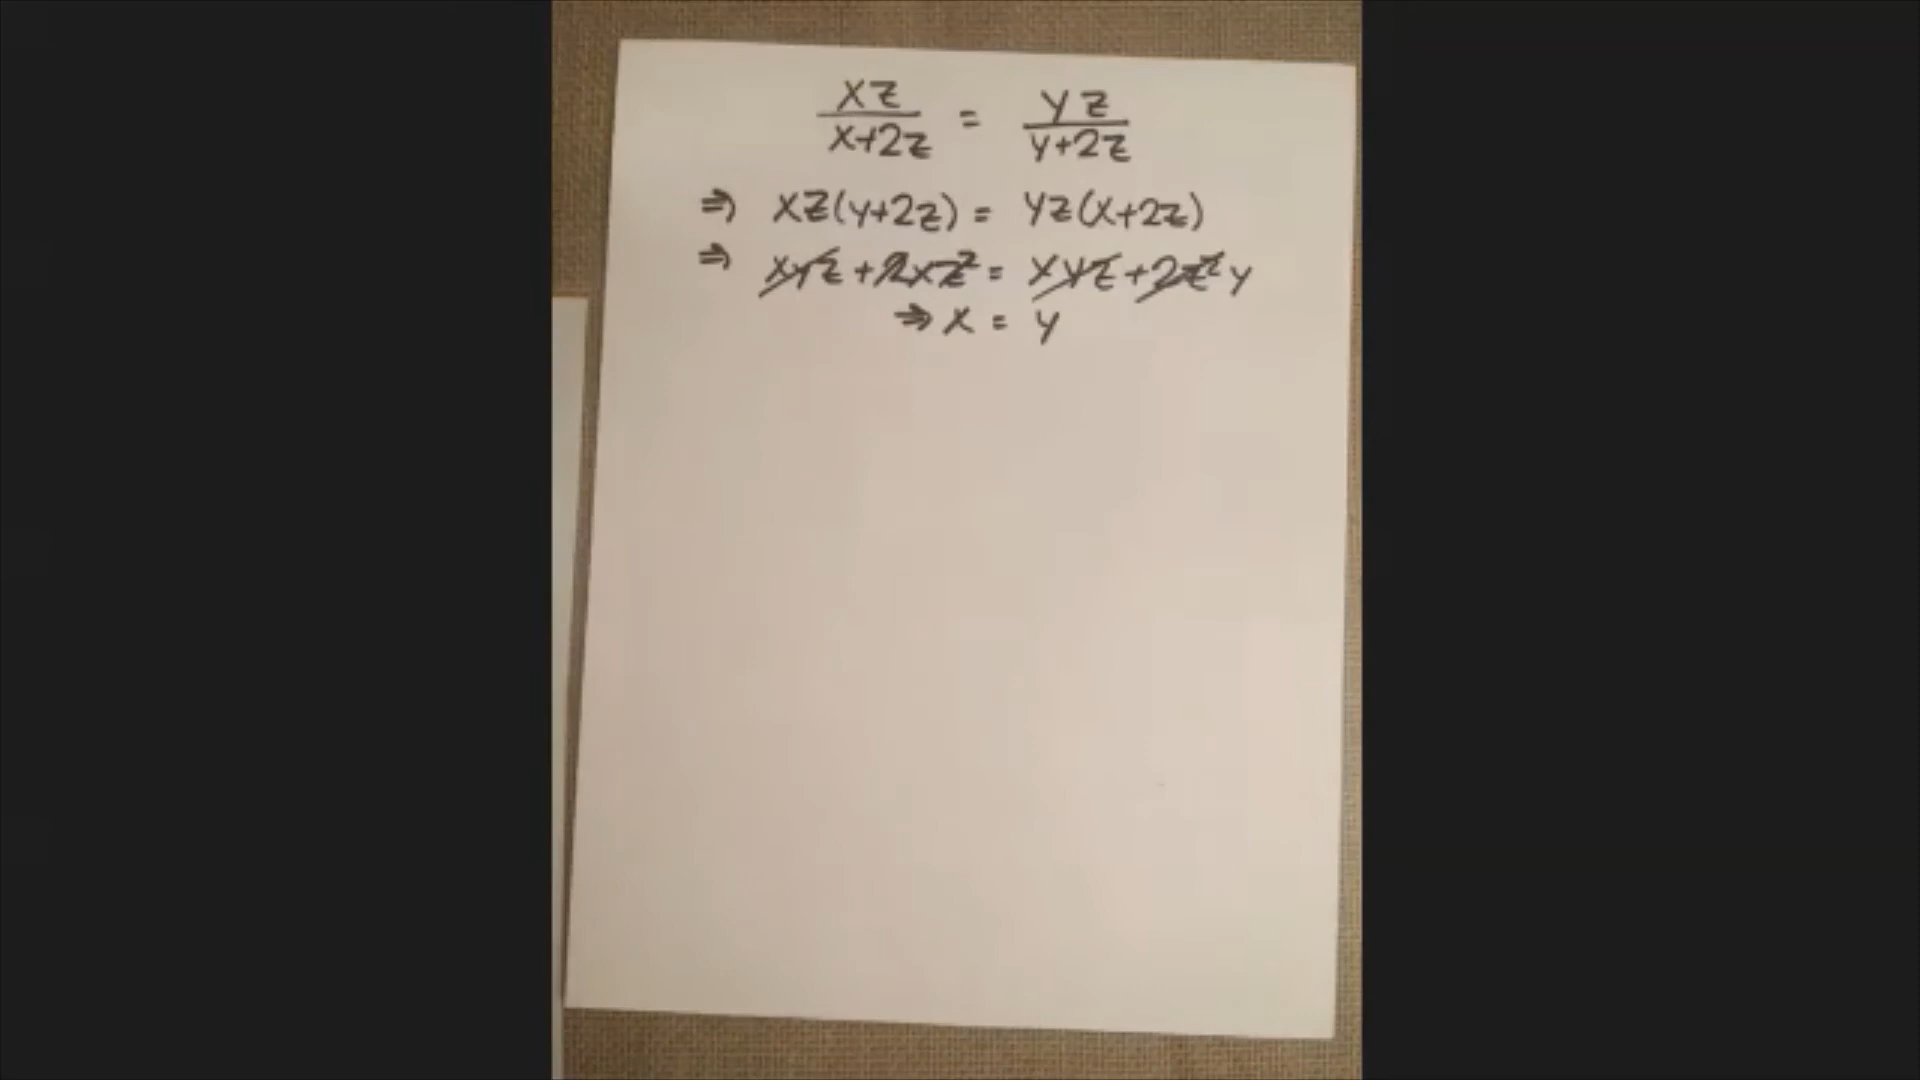 XZ/X+2Z = YZ/Y+2Z
⇒ XZ(Y+2Z) = YZ(X+2Z)
⇒ XYZ+2XZ² = XYZ+2Z²Y
⇒ X = Y